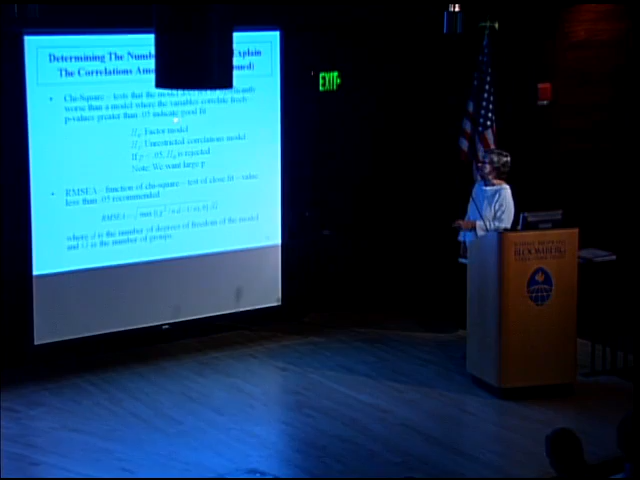 Determining The Explain
The Correlations
• Chi-Square – tests that the model does not fit significantly
worse than a model where the variables correlate freely –
p-values greater than .05 indicate good fit
H0: Factor model
H1: Unrestricted correlations model
If p < .05, H0 is rejected
Note: We want large p
• RMSEA – function of chi-square – test of close fit – value
less than .05 recommended
RMSEA =
where d is the number of degrees of freedom of the model
and G is the number of groups.
EXIT
BLOOMBERG